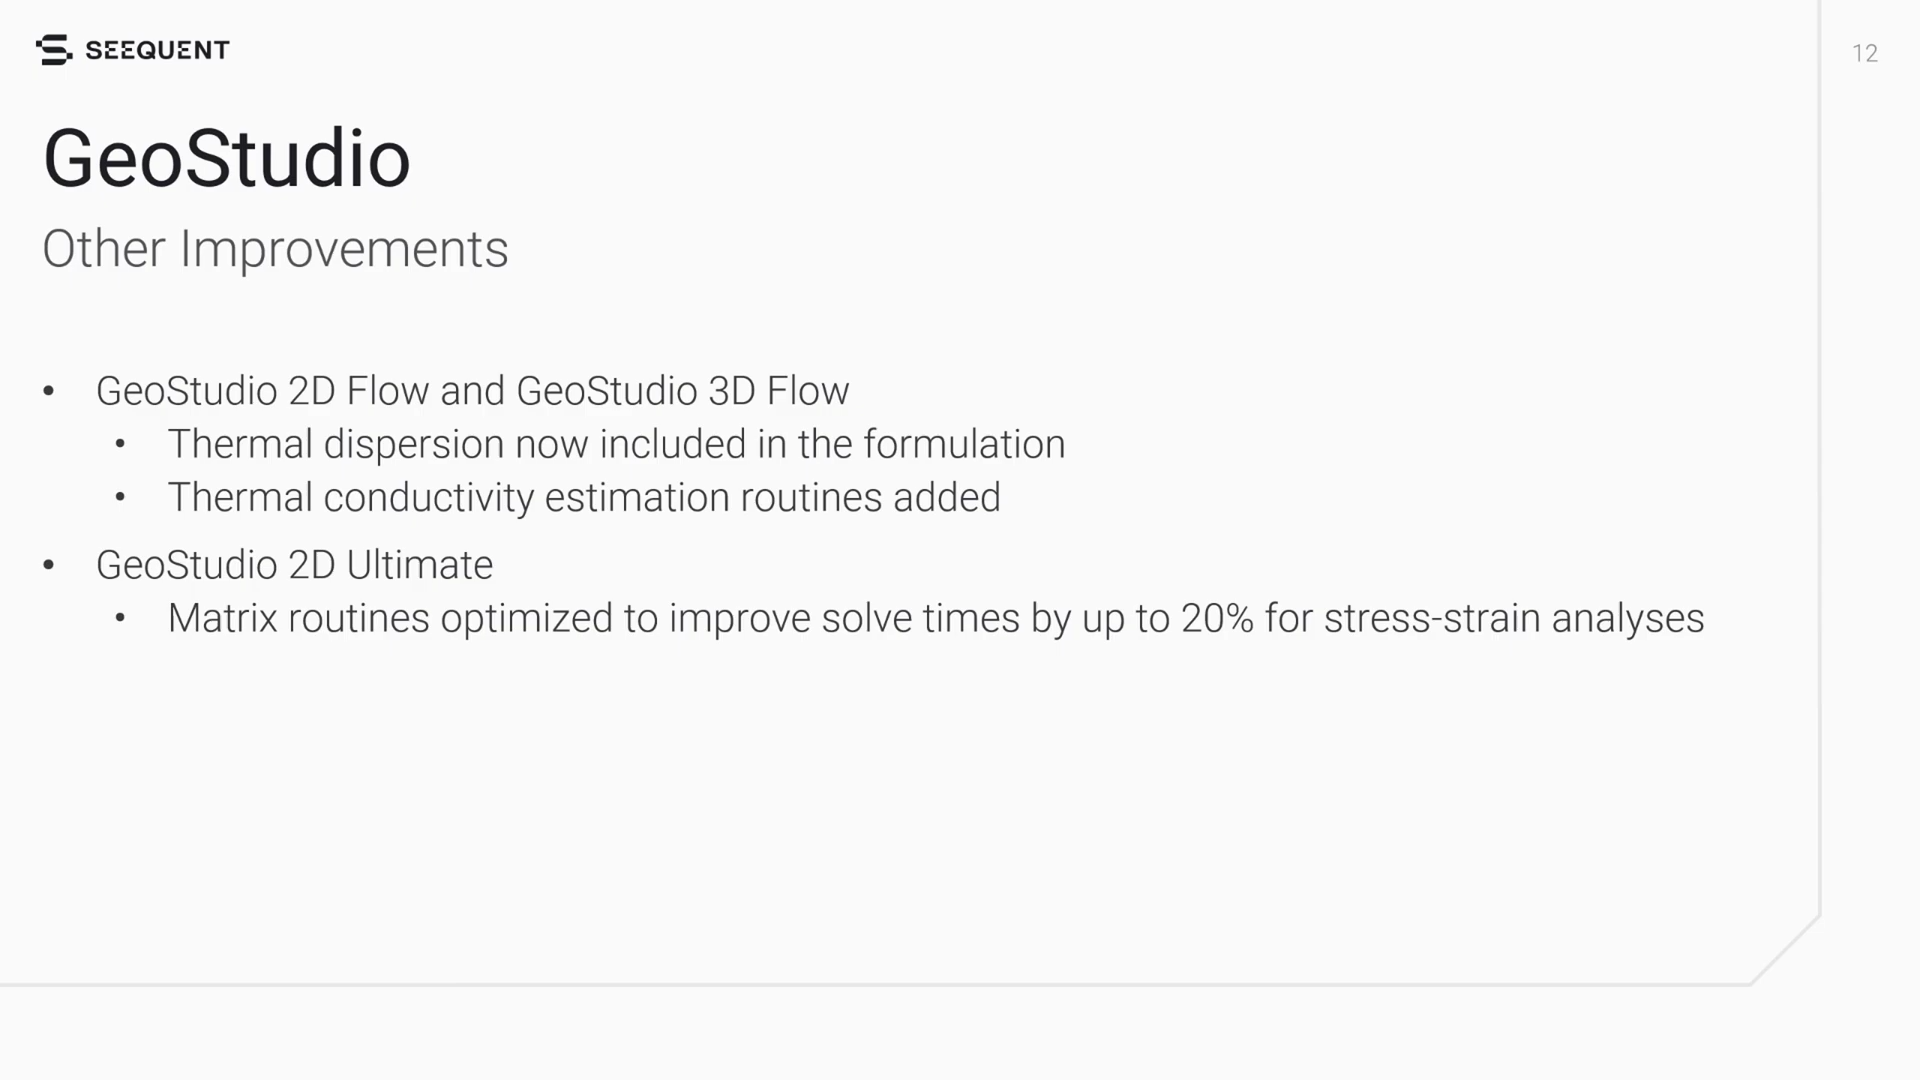 SEEQUENT
12
GeoStudio
Other Improvements
• GeoStudio 2D Flow and GeoStudio 3D Flow
• Thermal dispersion now included in the formulation
• Thermal conductivity estimation routines added
• GeoStudio 2D Ultimate
• Matrix routines optimized to improve solve times by up to 20% for stress-strain analyses